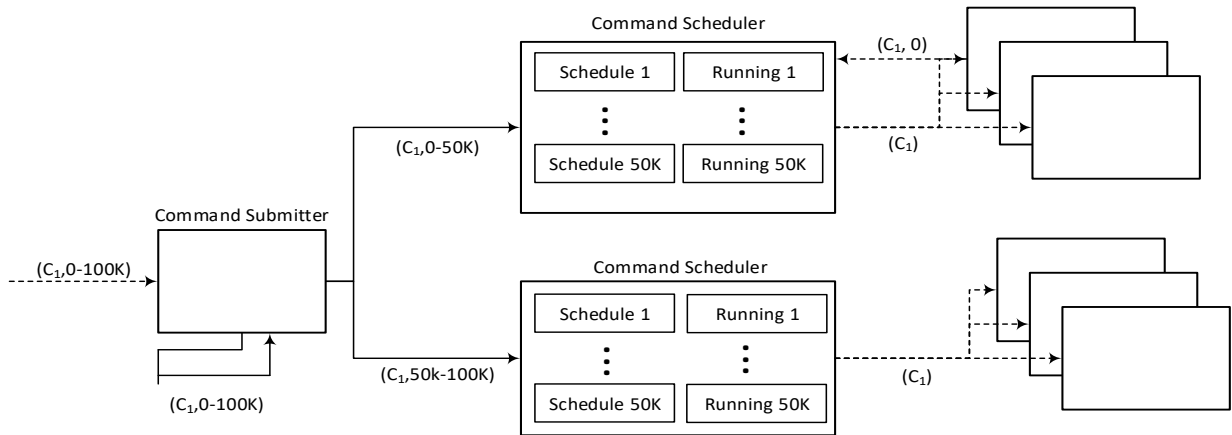 Command Scheduler
(C₁, 0)
Schedule 1
Running 1
(C₁,0-50K)
(C₁)
Schedule 50K
Running 50K
Command Submitter
(C₁,0-100K)
Command Scheduler
Schedule 1
Running 1
(C₁,50k-100K)
(C₁)
(C₁,0-100K)
Schedule 50K
Running 50K